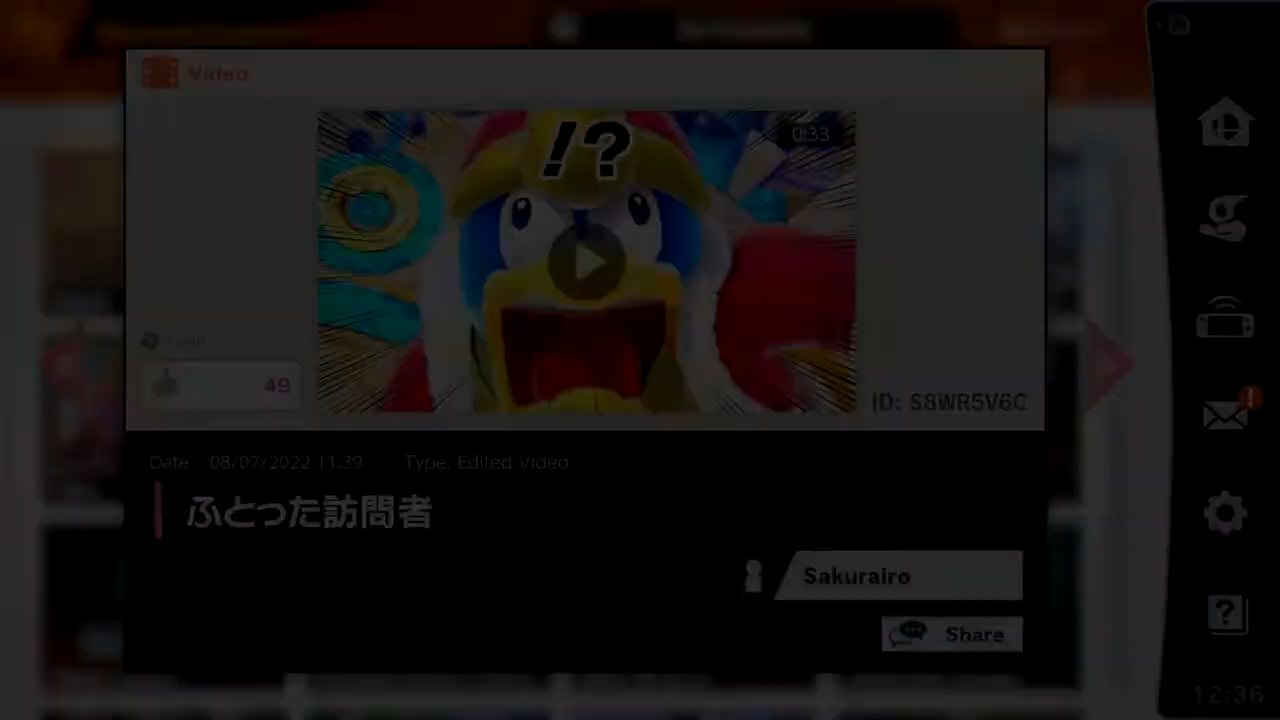 Video
!?
0:33
49
ID: S8WR5V6C
Date 08/07/2022 11:39 Type: Edited Video
ふとった訪問者
Sakurairo
Share
12:36